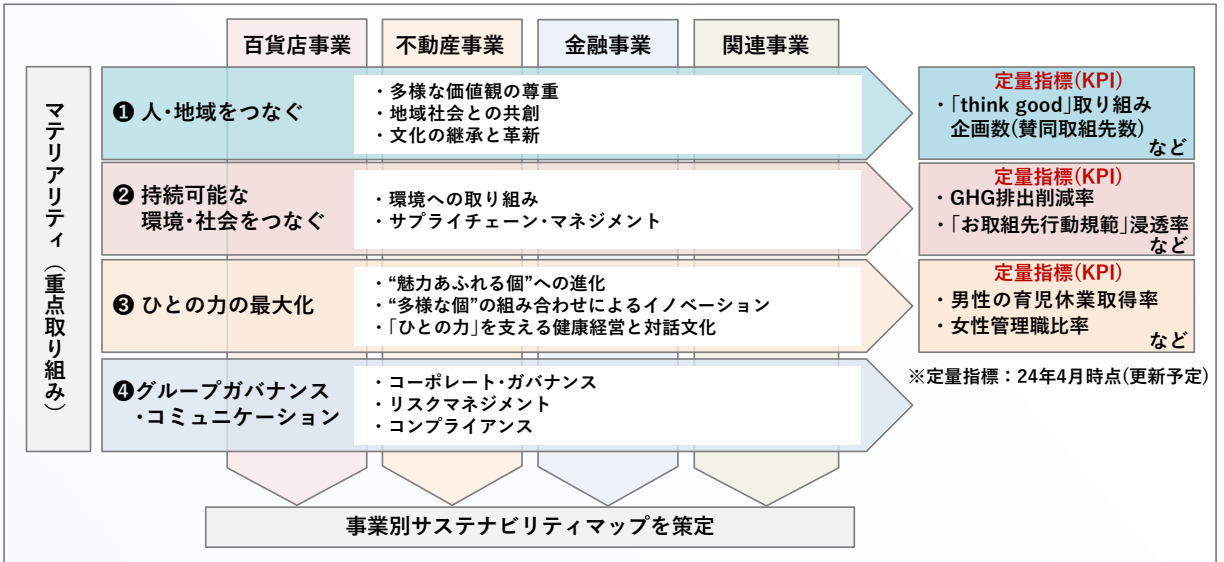 百貨店事業
不動産事業
金融事業
関連事業
マテリアリティ（重点取り組み）
❶ 人･地域をつなぐ
・多様な価値観の尊重
・地域社会との共創
・文化の継承と革新
定量指標(KPI)
・｢think good｣取り組み
企画数(賛同取組先数)
など
❷ 持続可能な
環境･社会をつなぐ
・環境への取り組み
・サプライチェーン･マネジメント
定量指標(KPI)
・GHG排出削減率
・｢お取組先行動規範｣浸透率
など
❸ ひとの力の最大化
・“魅力あふれる個”への進化
・“多様な個”の組み合わせによるイノベーション
・｢ひとの力｣を支える健康経営と対話文化
定量指標(KPI)
・男性の育児休業取得率
・女性管理職比率
など
❹グループガバナンス
･コミュニケーション
・コーポレート･ガバナンス
・リスクマネジメント
・コンプライアンス
※定量指標：24年4月時点(更新予定)
事業別サステナビリティマップを策定